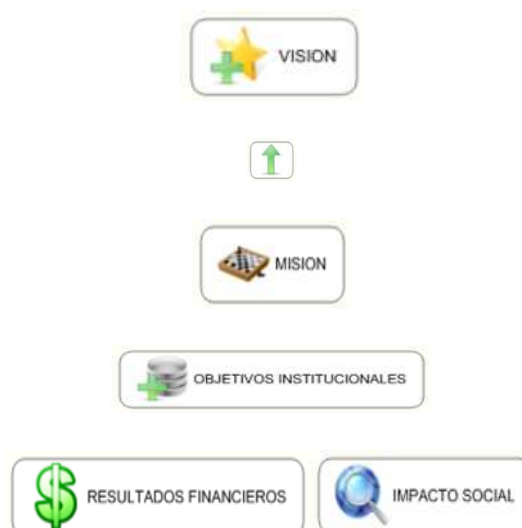 VISION
MISION
OBJETIVOS INSTITUCIONALES
RESULTADOS FINANCIEROS
IMPACTO SOCIAL